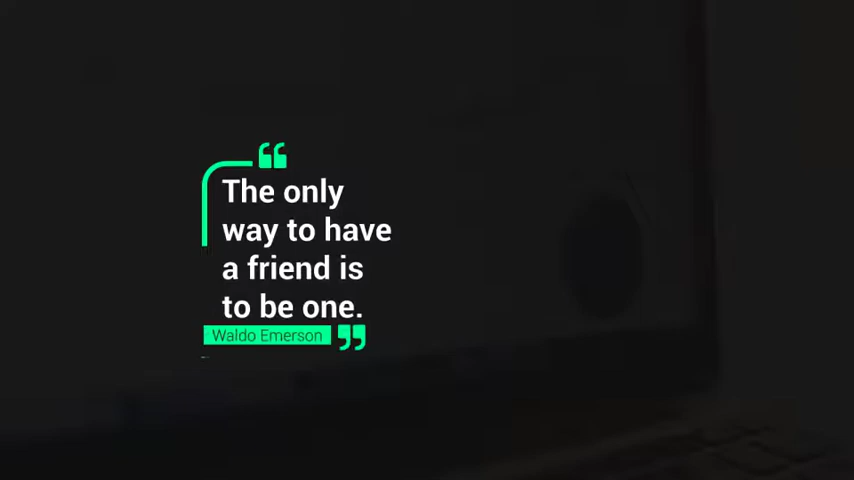 “
The only
way to have
a friend is
to be one.
Waldo Emerson ”